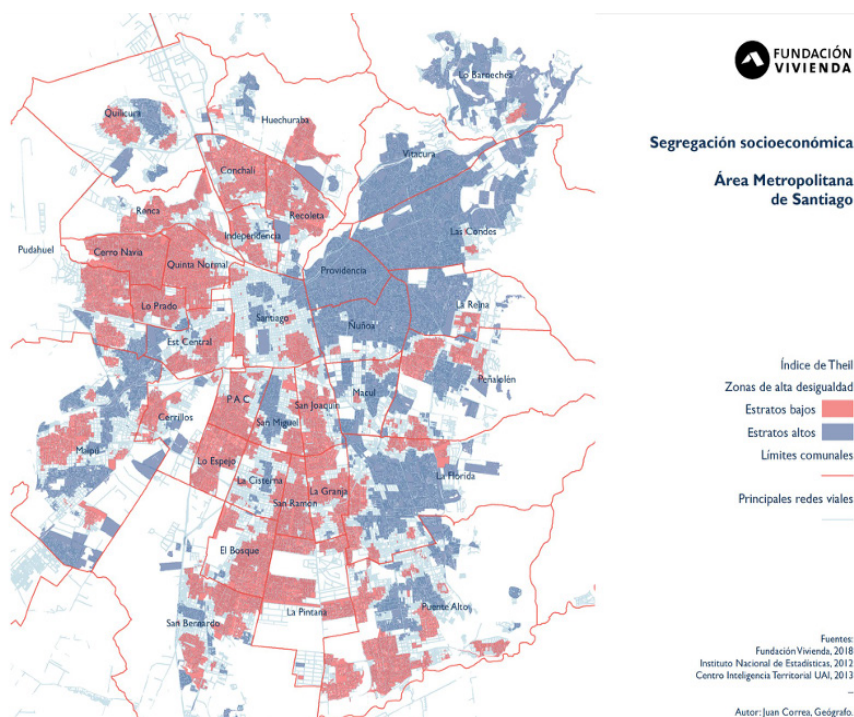 FUNDACIÓN
VIVIENDA
Segregación socioeconómica
Área Metropolitana
de Santiago
Lo Barnechea
Quilicura
Huechuraba
Vitacura
Conchalí
Renca
Recoleta
Independencia
Las Condes
Pudahuel
Cerro Navia
Quinta Normal
Providencia
Lo Prado
Santiago
La Reina
Ñuñoa
Est. Central
Peñalolén
Macul
P.A.C.
San Joaquín
Cerrillos
San Miguel
Maipú
Lo Espejo
La Cisterna
La Granja
La Florida
San Ramón
El Bosque
La Pintana
Puente Alto
San Bernardo
Índice de Theil
Zonas de alta desigualdad
Estratos bajos
Estratos altos
Límites comunales
Principales redes viales
Fuentes:
Fundación Vivienda, 2018
Instituto Nacional de Estadísticas, 2012
Centro Inteligencia Territorial UAI, 2013
–
Autor: Juan Correa, Geógrafo.